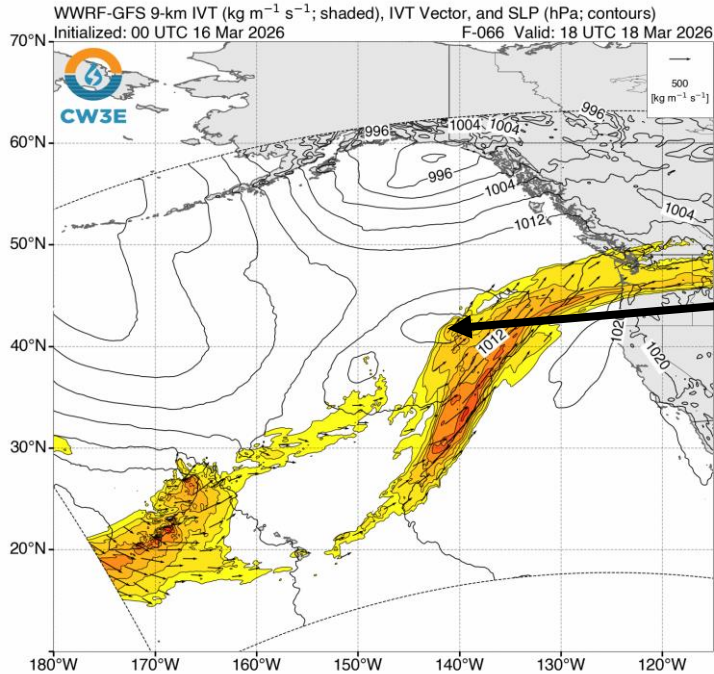 WWRF-GFS 9-km IVT (kg m⁻¹ s⁻¹; shaded), IVT Vector, and SLP (hPa; contours)
Initialized: 00 UTC 16 Mar 2026 F-066 Valid: 18 UTC 18 Mar 2026
70°N
CW3E
500
[kg m⁻¹ s⁻¹]
996
996
1004
1004
60°N
996
1004
1004
1012
50°N
102
40°N
1012
1020
30°N
20°N
180°W
170°W
160°W
150°W
140°W
130°W
120°W